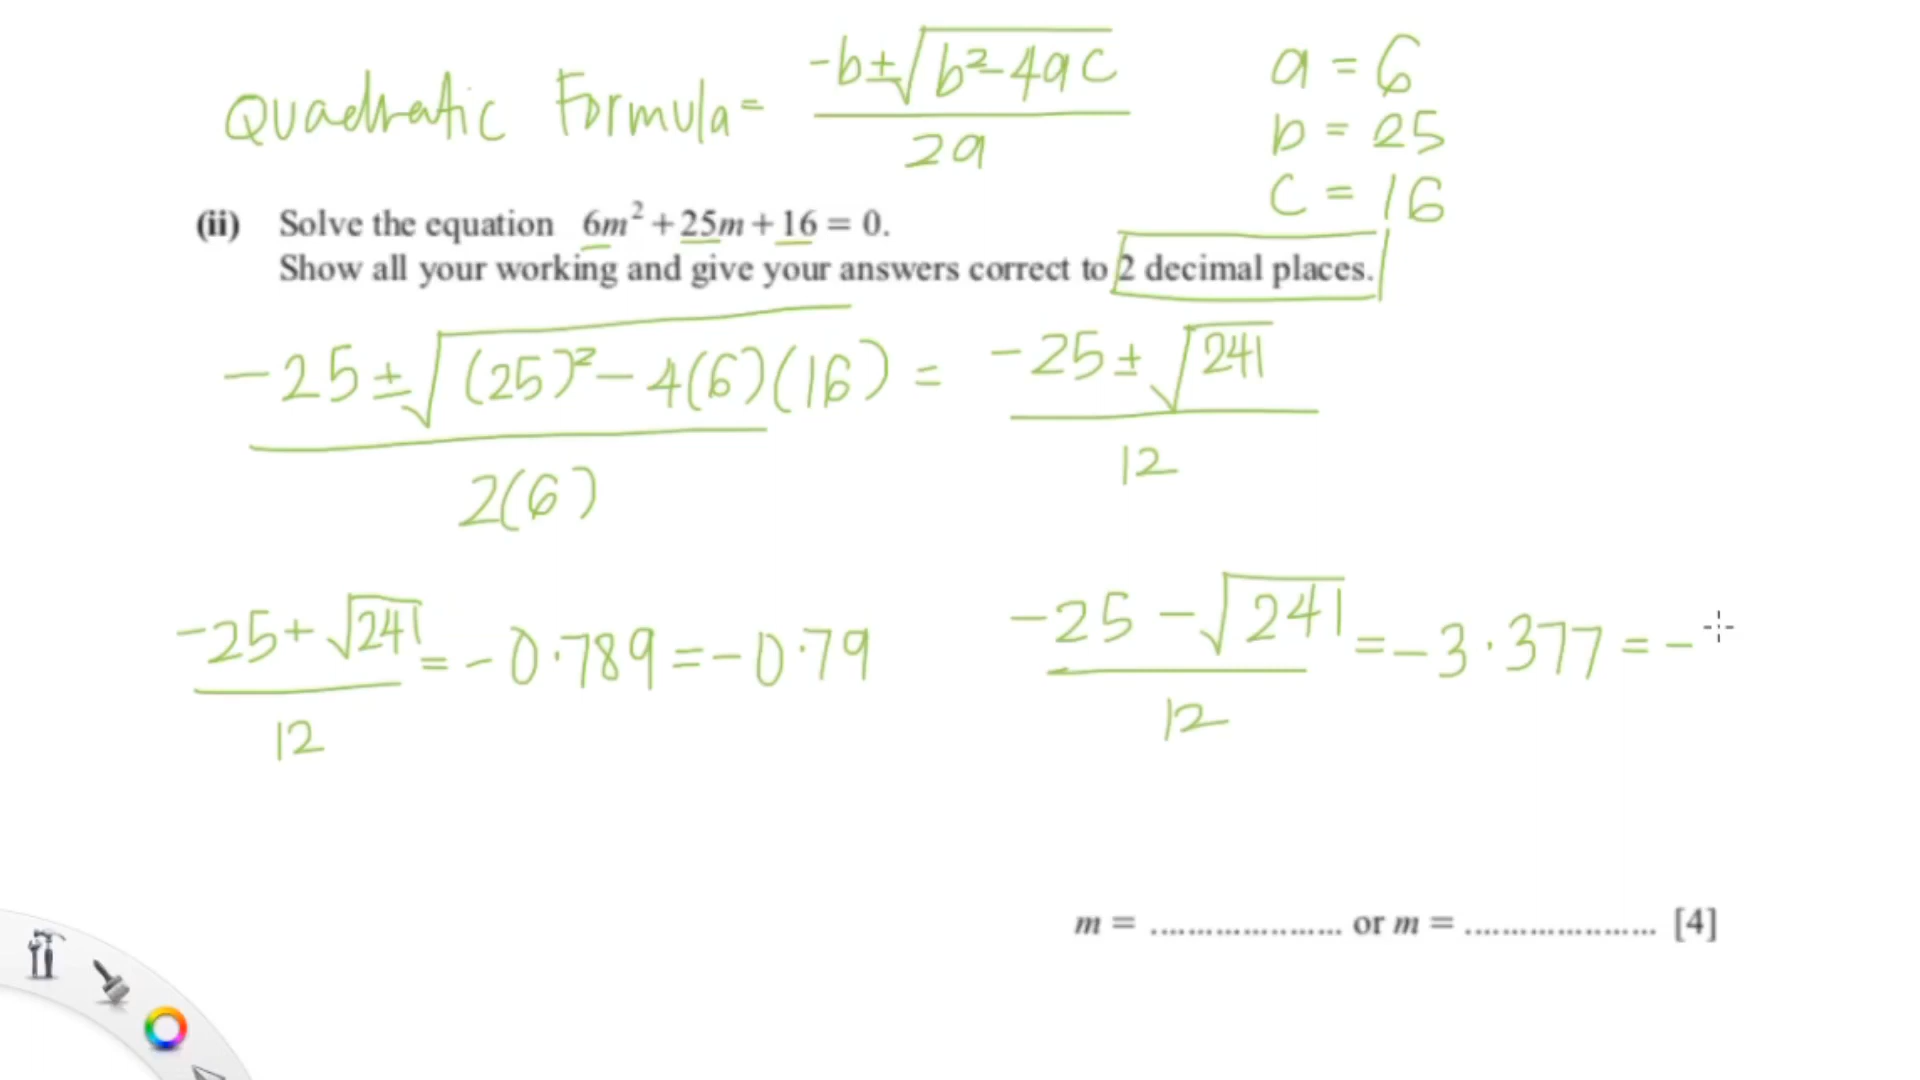 Quadratic Formula = -b±√(b²-4ac) / 2a
a = 6
b = 25
c = 16
(ii) Solve the equation 6m² + 25m + 16 = 0.
Show all your working and give your answers correct to 2 decimal places.
-25±√((25)²-4(6)(16)) / 2(6) = -25±√241 / 12
-25+√241 / 12 = -0.789 = -0.79
-25-√241 / 12 = -3.377 = -
m = .................... or m = .................... [4]